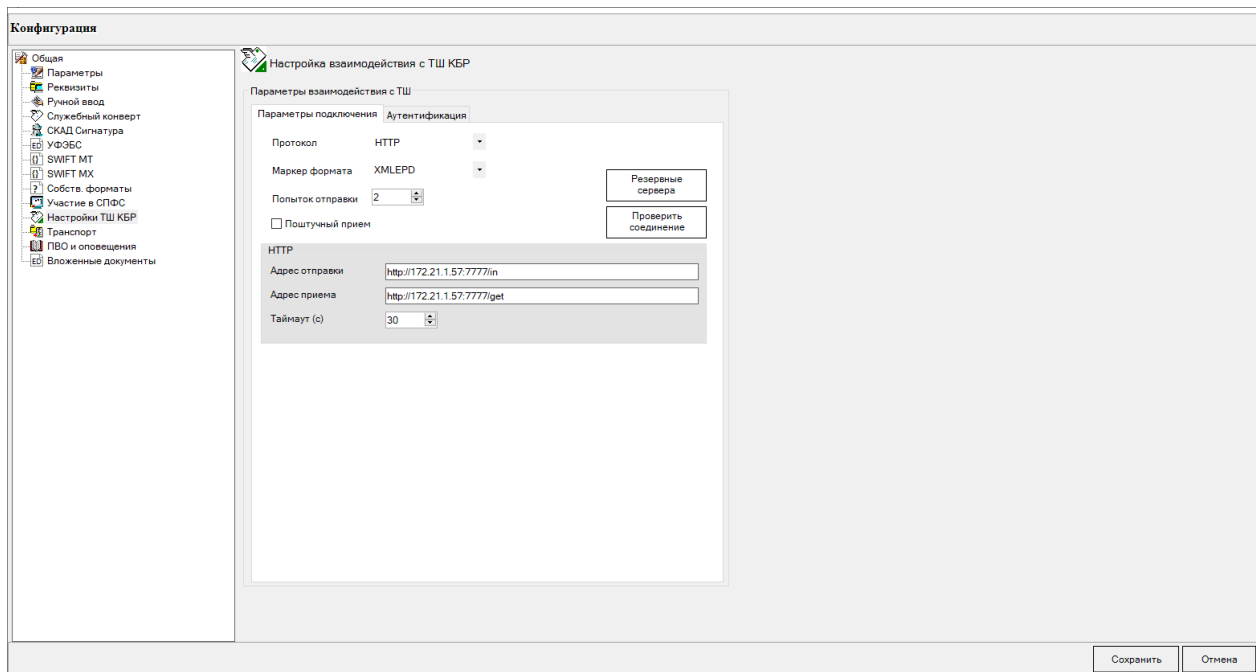 Конфигурация
Общая
Параметры
Реквизиты
Ручной ввод
Служебный конверт
СКАД Сигнатура
УФЭБС
SWIFT MT
SWIFT MX
Собств. форматы
Участие в СПФС
Настройки ТШ КБР
Транспорт
ПВО и оповещения
Вложенные документы
Настройка взаимодействия с ТШ КБР
Параметры взаимодействия с ТШ
Параметры подключения Аутентификация
Протокол HTTP
Маркер формата XMLEPD
Попыток отправки 2
Поштучный прием
Резервные
сервера
Проверить
соединение
HTTP
Адрес отправки http://172.21.1.57:7777/in
Адрес приема http://172.21.1.57:7777/get
Таймаут (с) 30
Сохранить Отмена